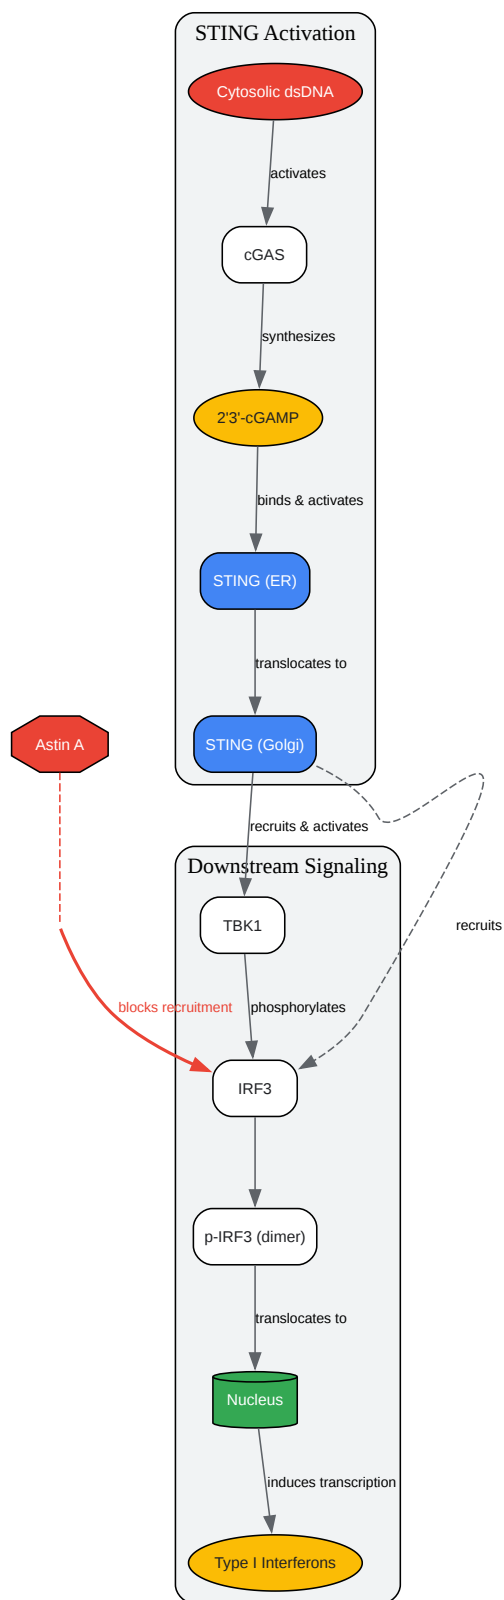 STING Activation
Cytosolic dsDNA
activates
cGAS
synthesizes
2'3'-cGAMP
binds & activates
STING (ER)
translocates to
Astin A
STING (Golgi)
recruits & activates
Downstream Signaling
TBK1
recruits
blocks recruitment
phosphorylates
IRF3
p-IRF3 (dimer)
translocates to
Nucleus
induces transcription
Type I Interferons